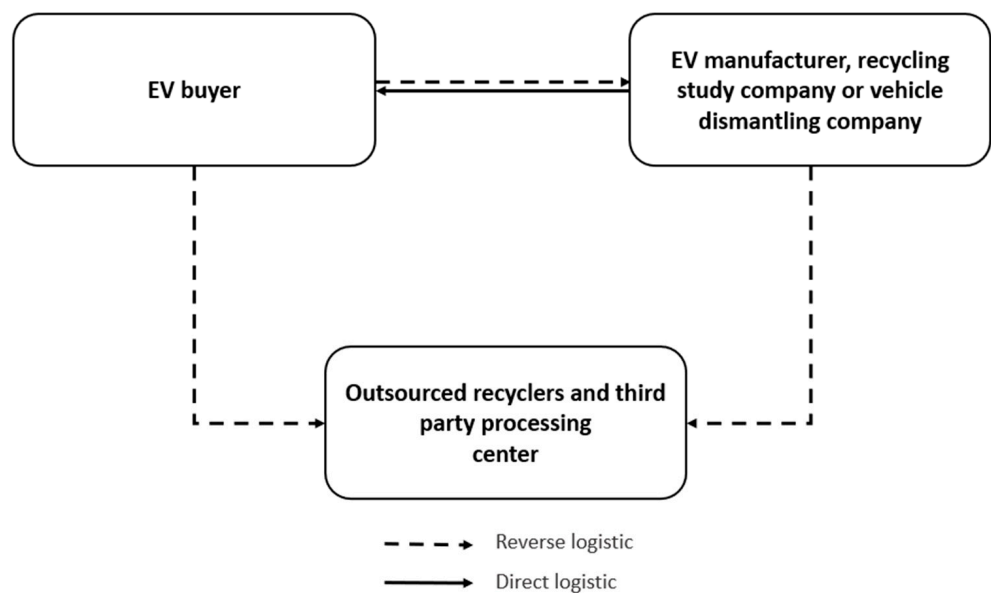 EV buyer
EV manufacturer, recycling
study company or vehicle
dismantling company
Outsourced recyclers and third
party processing
center
Reverse logistic
Direct logistic